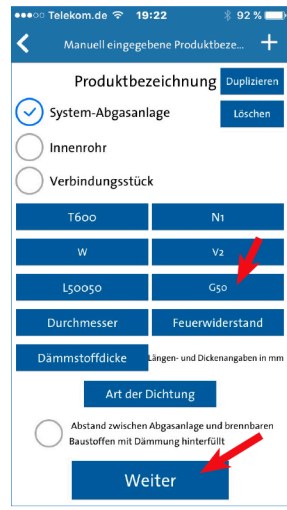 Telekom.de 19:22 92 %
Manuell eingegebene Produktbeze... +
Produktbezeichnung Duplizieren
System-Abgasanlage Löschen
Innenrohr
Verbindungsstück
T600 N1
W V2
L50050 G50
Durchmesser Feuerwiderstand
Dämmstoffdicke Längen- und Dickenangaben in mm
Art der Dichtung
Abstand zwischen Abgasanlage und brennbaren
Baustoffen mit Dämmung hinterfüllt
Weiter